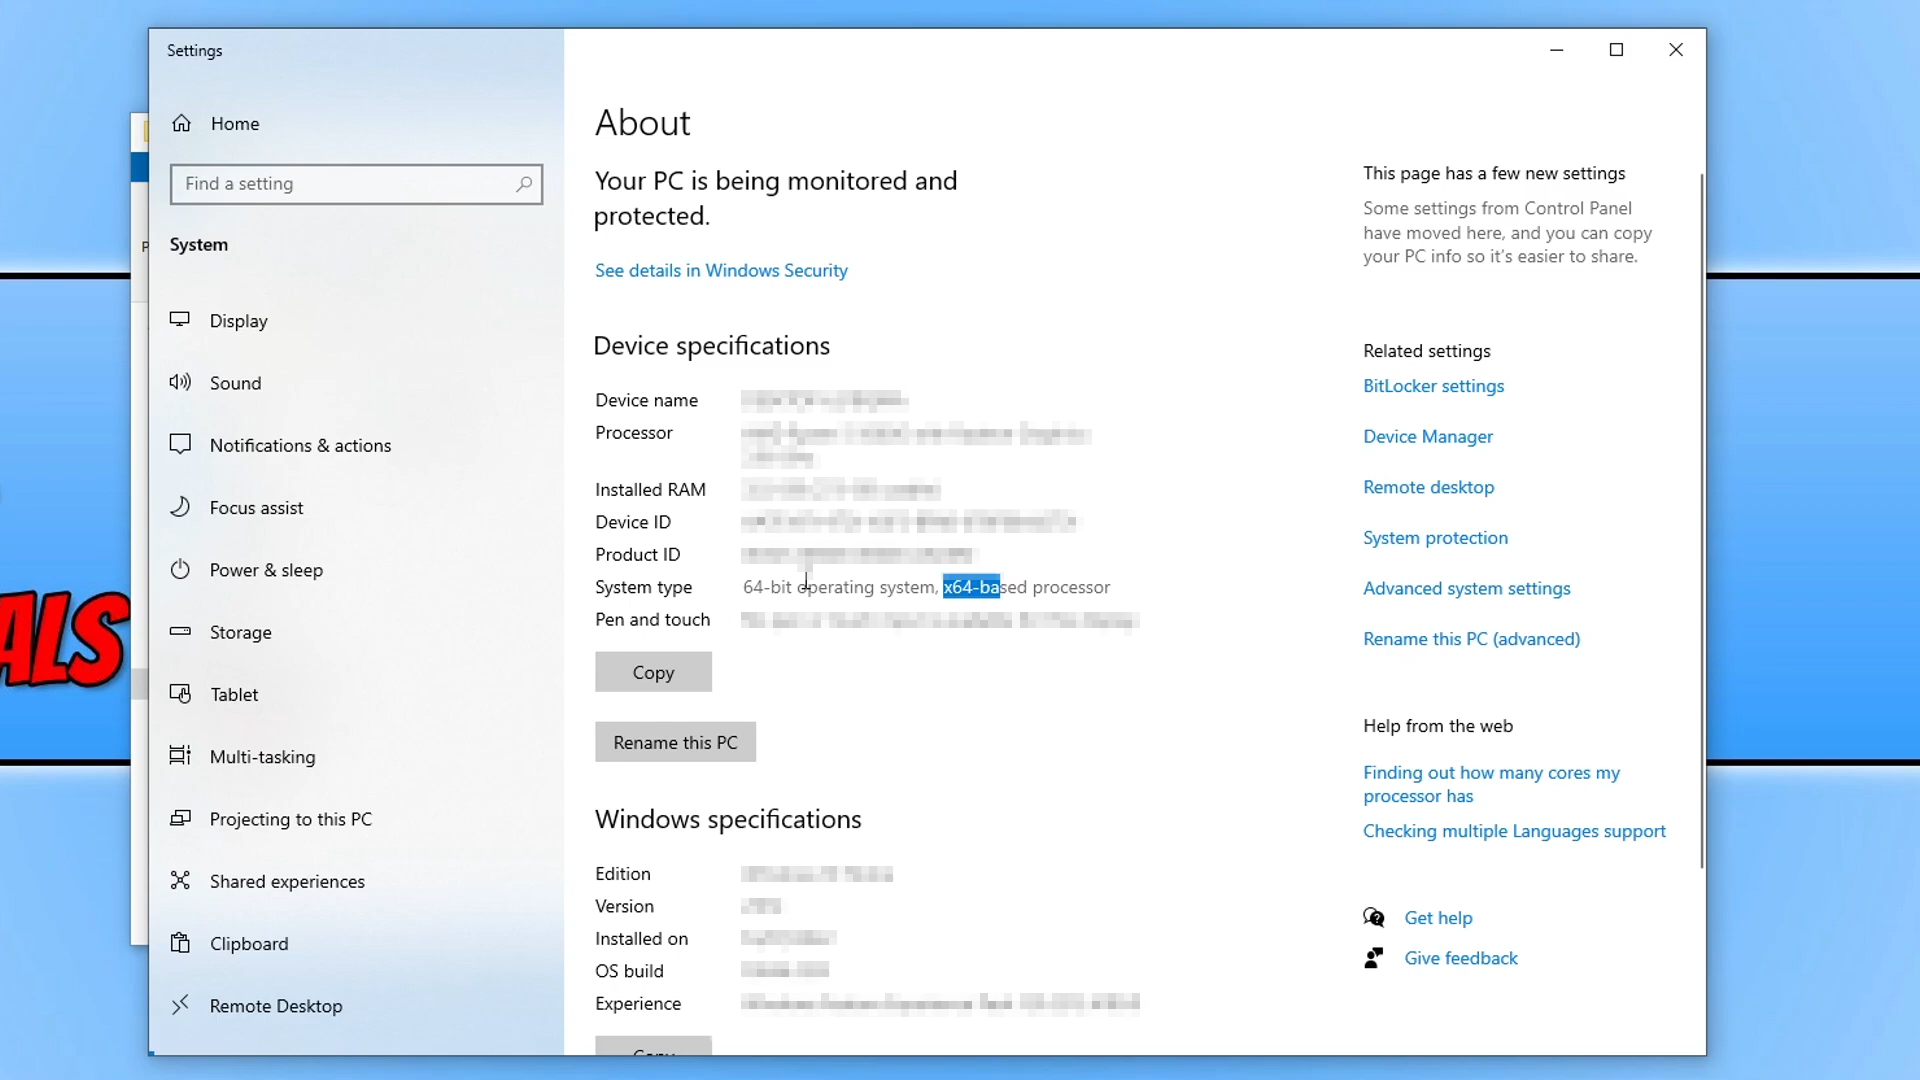 Settings
Home
Find a setting
System
Display
Sound
Notifications & actions
Focus assist
Power & sleep
Storage
Tablet
Multi-tasking
Projecting to this PC
Shared experiences
Clipboard
Remote Desktop
About
Your PC is being monitored and
protected.
See details in Windows Security
Device specifications
Device name
Processor
Installed RAM
Device ID
Product ID
System type 64-bit operating system, x64-based processor
Pen and touch
Copy
Rename this PC
Windows specifications
Edition
Version
Installed on
OS build
Experience
Copy
This page has a few new settings
Some settings from Control Panel
have moved here, and you can copy
your PC info so it's easier to share.
Related settings
BitLocker settings
Device Manager
Remote desktop
System protection
Advanced system settings
Rename this PC (advanced)
Help from the web
Finding out how many cores my
processor has
Checking multiple Languages support
Get help
Give feedback
ALS